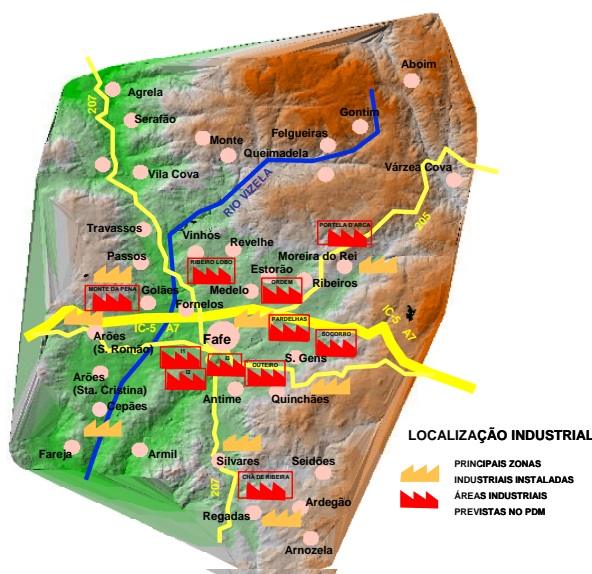 Aboim
Agrela
207
Serafão
Gontim
Felgueiras
Monte
Queimadela
Várzea Cova
Vila Cova
RIO VIZELA
205
Travassos
PORTELA D'ARCA
Vinhós
Revelhe
Moreira do Rei
Passos
RIBEIRO LOBO
Estorão
Ribeiros
ORDEM
MONTE DA PENA
Golães
Medelo
Fornelos
IC-5 A7
PARDELHAS
IC-5 A7
SOCORRO
Arões
(S. Romão)
Fafe
I1
I3
S. Gens
I2
OUTEIRO
Arões
(Sta. Cristina)
Antime
Quinchães
Cepães
Fareja
Armil
Silvares
Seidões
CHÃ DE RIBEIRA
207
Regadas
Ardegão
Arnozela
LOCALIZAÇÃO INDUSTRIAL
PRINCIPAIS ZONAS
INDUSTRIAIS INSTALADAS
ÁREAS INDUSTRIAIS
PREVISTAS NO PDM